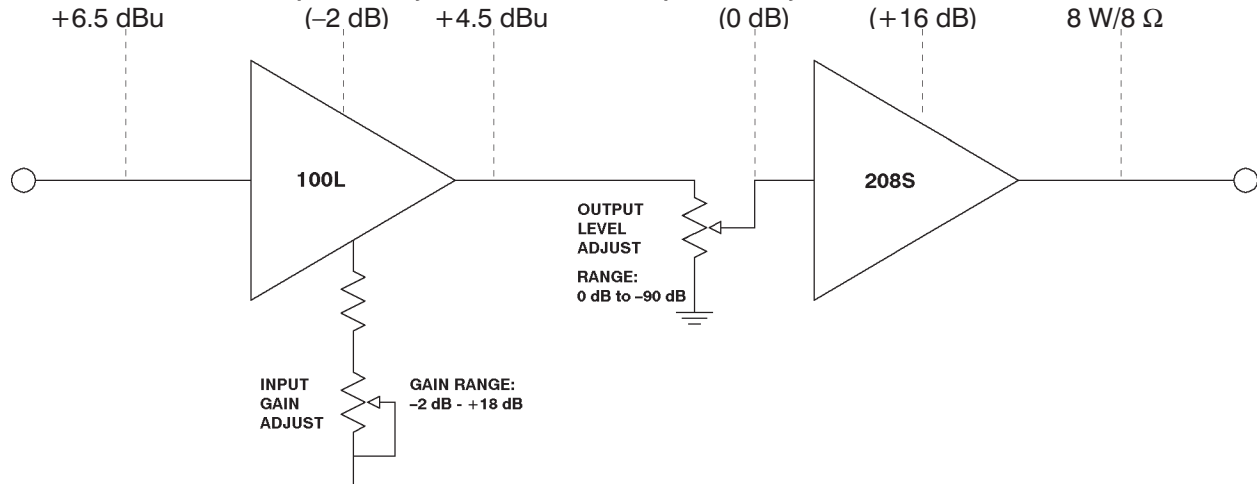 +6.5 dBu (–2 dB) +4.5 dBu (0 dB) (+16 dB) 8 W/8 Ω
100L
208S
OUTPUT
LEVEL
ADJUST
RANGE:
0 dB to –90 dB
INPUT
GAIN
ADJUST
GAIN RANGE:
–2 dB - +18 dB